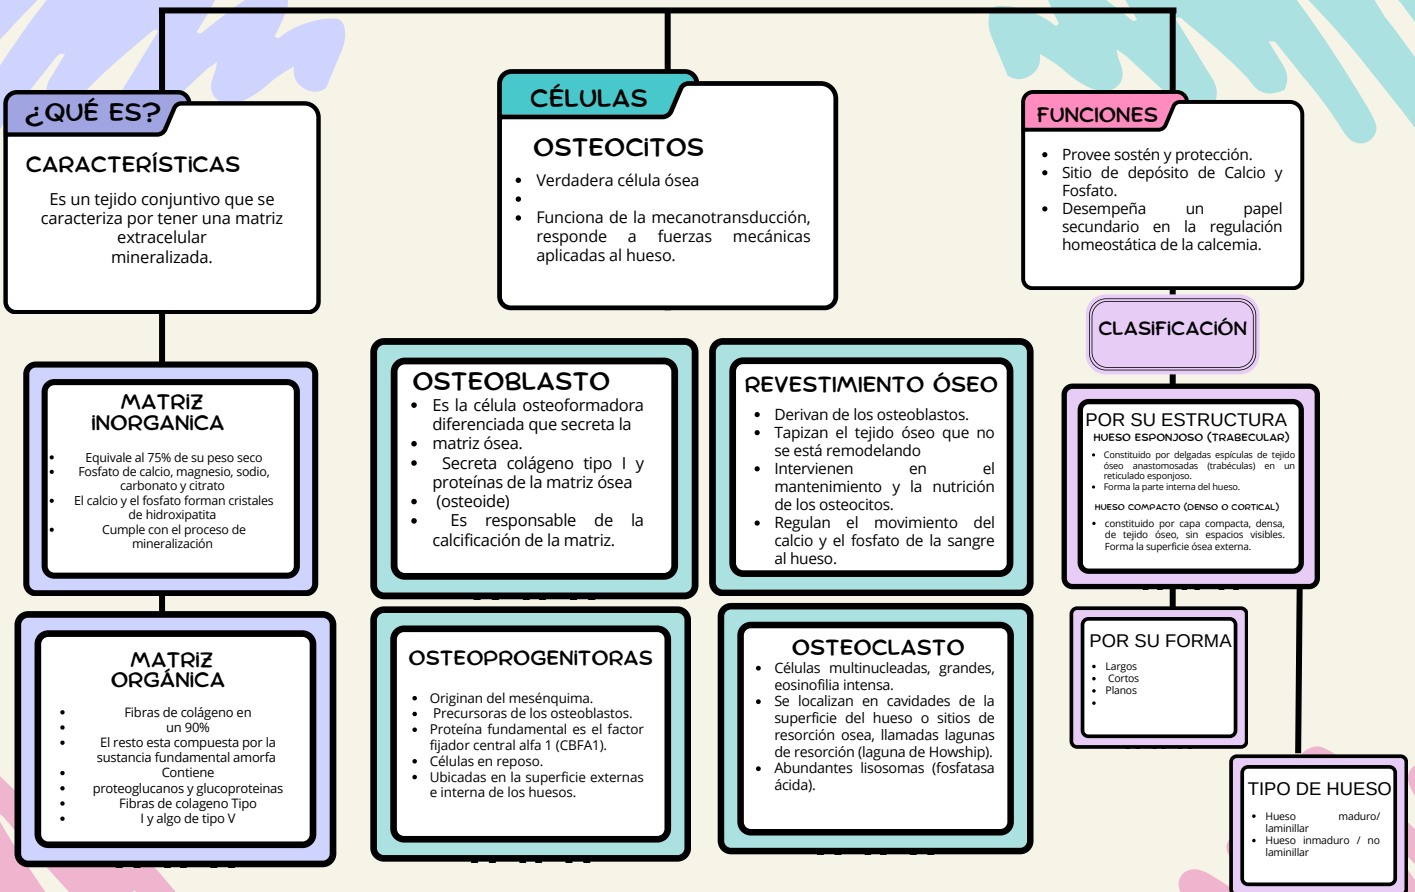 ¿QUÉ ES?
CARACTERÍSTICAS
Es un tejido conjuntivo que se
caracteriza por tener una matriz
extracelular
mineralizada.
MATRIZ
INORGANICA
Equivale al 75% de su peso seco
Fosfato de calcio, magnesio, sodio,
carbonato y citrato
El calcio y el fosfato forman cristales
de hidroxipatita
Cumple con el proceso de
mineralización
MATRIZ
ORGÁNICA
Fibras de colágeno en
un 90%
El resto esta compuesta por la
sustancia fundamental amorfa
Contiene
proteoglucanos y glucoproteinas
Fibras de colageno Tipo
I y algo de tipo V
CÉLULAS
OSTEOCITOS
Verdadera célula ósea
Funciona de la mecanotransducción,
responde a fuerzas mecánicas
aplicadas al hueso.
OSTEOBLASTO
Es la célula osteoformadora
diferenciada que secreta la
matriz ósea.
Secreta colágeno tipo I y
proteínas de la matriz ósea
(osteoide)
Es responsable de la
calcificación de la matriz.
REVESTIMIENTO ÓSEO
Derivan de los osteoblastos.
Tapizan el tejido óseo que no
se está remodelando
Intervienen en el
mantenimiento y la nutrición
de los osteocitos.
Regulan el movimiento del
calcio y el fosfato de la sangre
al hueso.
OSTEOPROGENITORAS
Originan del mesénquima.
Precursoras de los osteoblastos.
Proteína fundamental es el factor
fijador central alfa 1 (CBFA1).
Células en reposo.
Ubicadas en la superficie externas
e interna de los huesos.
OSTEOCLASTO
Células multinucleadas, grandes,
eosinofilia intensa.
Se localizan en cavidades de la
superficie del hueso o sitios de
resorción osea, llamadas lagunas
de resorción (laguna de Howship).
Abundantes lisosomas (fosfatasa
ácida).
FUNCIONES
Provee sostén y protección.
Sitio de depósito de Calcio y
Fosfato.
Desempeña un papel
secundario en la regulación
homeostática de la calcemia.
CLASIFICACIÓN
POR SU ESTRUCTURA
HUESO ESPONJOSO (TRABECULAR)
Constituido por delgadas espículas de tejido
óseo anastomosadas (trabéculas) en un
reticulado esponjoso.
Forma la parte interna del hueso.
HUESO COMPACTO (DENSO O CORTICAL)
constituido por capa compacta, densa,
de tejido óseo, sin espacios visibles.
Forma la superficie ósea externa.
POR SU FORMA
Largos
Cortos
Planos
TIPO DE HUESO
Hueso maduro/
laminillar
Hueso inmaduro / no
laminillar